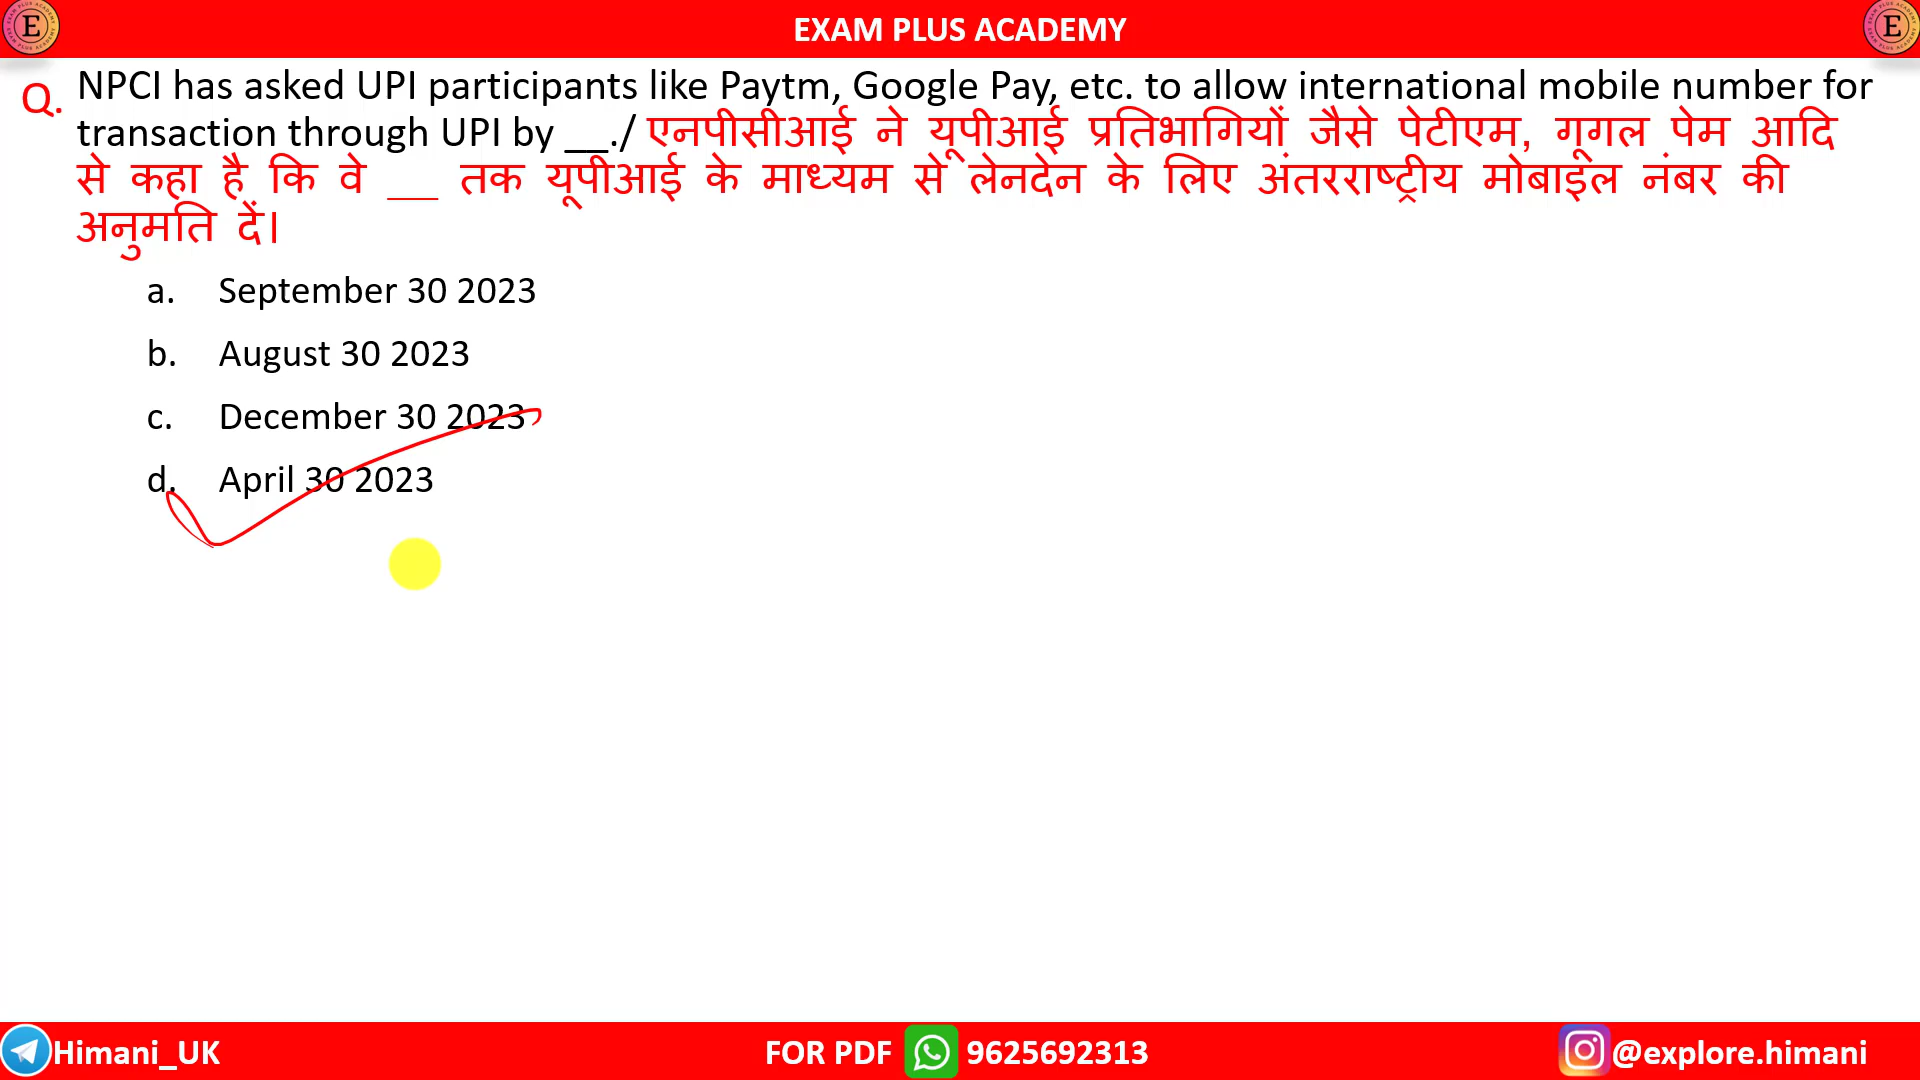 EXAM PLUS ACADEMY
E
E
Q. NPCI has asked UPI participants like Paytm, Google Pay, etc. to allow international mobile number for
transaction through UPI by __./ एनपीसीआई ने यूपीआई प्रतिभागियों जैसे पेटीएम, गूगल पेम आदि
से कहा है कि वे __ तक यूपीआई के माध्यम से लेनदेन के लिए अंतरराष्ट्रीय मोबाइल नंबर की
अनुमति दें।
a. September 30 2023
b. August 30 2023
c. December 30 2023
d. April 30 2023
Himani_UK
FOR PDF 9625692313
@explore.himani